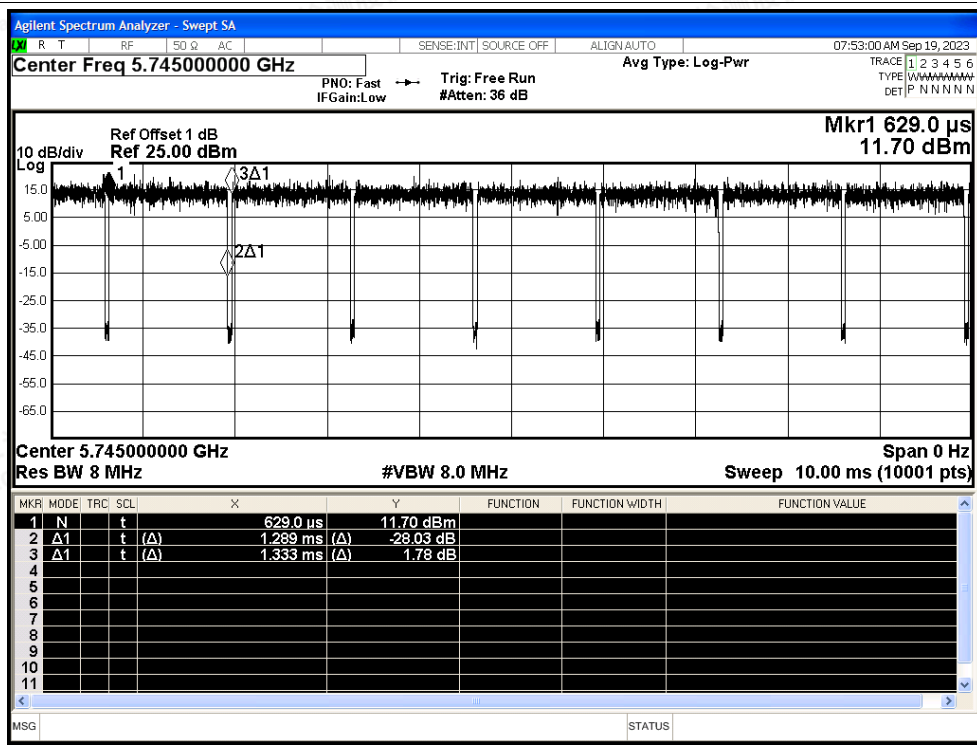 Agilent Spectrum Analyzer - Swept SA
LXI R T RF 50 Ω AC SENSE:INT SOURCE OFF ALIGN AUTO 07:53:00 AM Sep 19, 2023
Center Freq 5.745000000 GHz Avg Type: Log-Pwr TRACE 1 2 3 4 5 6
PNO: Fast Trig: Free Run TYPE WWWWWW
IFGain:Low #Atten: 36 dB DET P N N N N N
Ref Offset 1 dB Mkr1 629.0 µs
10 dB/div Ref 25.00 dBm 11.70 dBm
Log
1 3Δ1
15.0
5.00
-5.00
2Δ1
-15.0
-25.0
-35.0
-45.0
-55.0
-65.0
Center 5.745000000 GHz Span 0 Hz
Res BW 8 MHz #VBW 8.0 MHz Sweep 10.00 ms (10001 pts)
MKR MODE TRC SCL X Y FUNCTION FUNCTION WIDTH FUNCTION VALUE
1 N t 629.0 µs 11.70 dBm
2 Δ1 t (Δ) 1.289 ms (Δ) -28.03 dB
3 Δ1 t (Δ) 1.333 ms (Δ) 1.78 dB
4
5
6
7
8
9
10
11
MSG STATUS